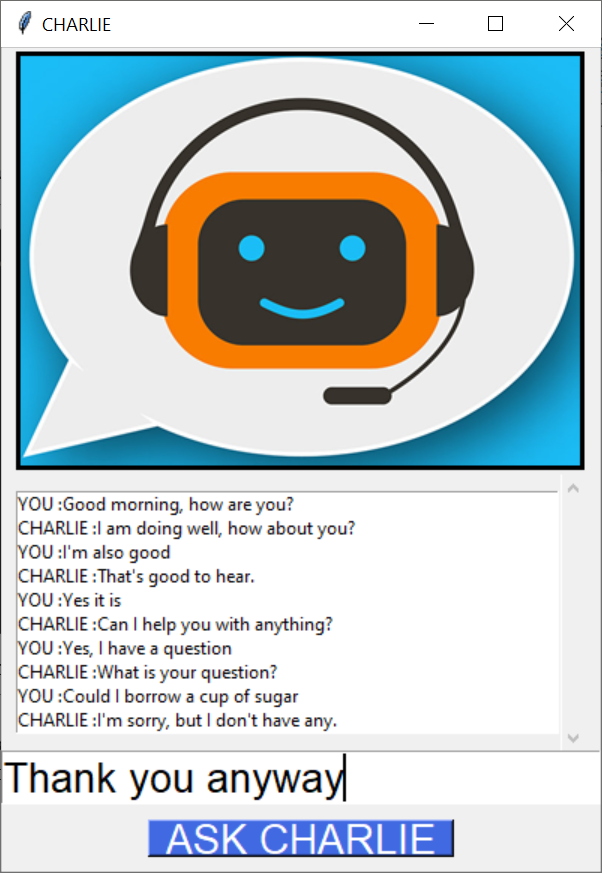 CHARLIE
YOU :Good morning, how are you?
CHARLIE :I am doing well, how about you?
YOU :I'm also good
CHARLIE :That's good to hear.
YOU :Yes it is
CHARLIE :Can I help you with anything?
YOU :Yes, I have a question
CHARLIE :What is your question?
YOU :Could I borrow a cup of sugar
CHARLIE :I'm sorry, but I don't have any.
Thank you anyway
ASK CHARLIE